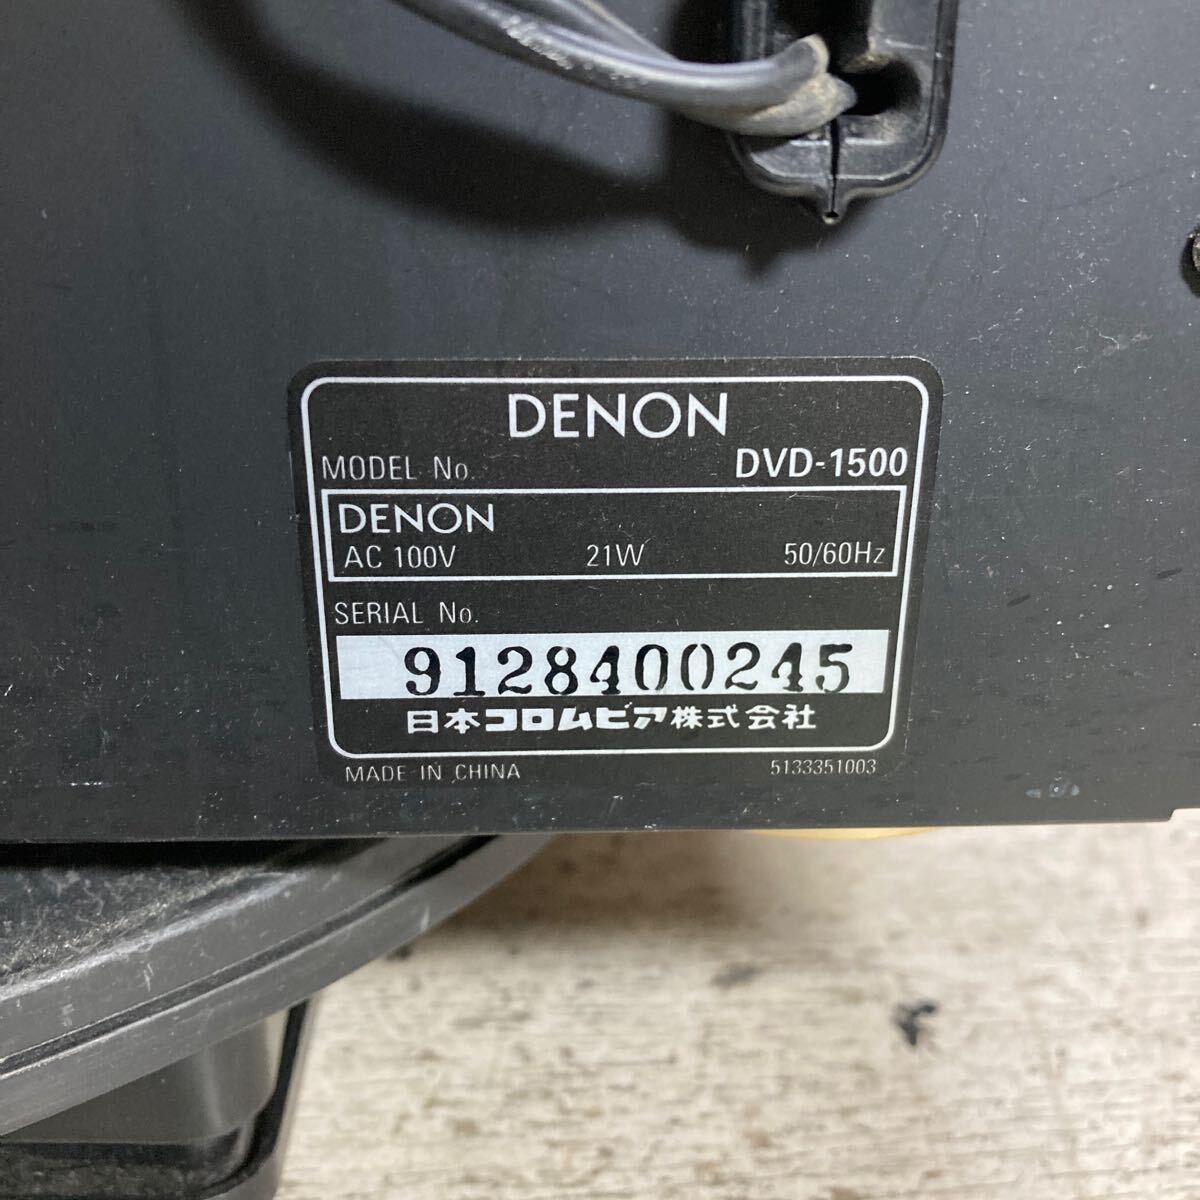 DENON
MODEL No. DVD-1500
DENON
AC 100V 21W 50/60Hz
SERIAL No.
9128400245
日本コロムビア株式会社
MADE IN CHINA 5133351003